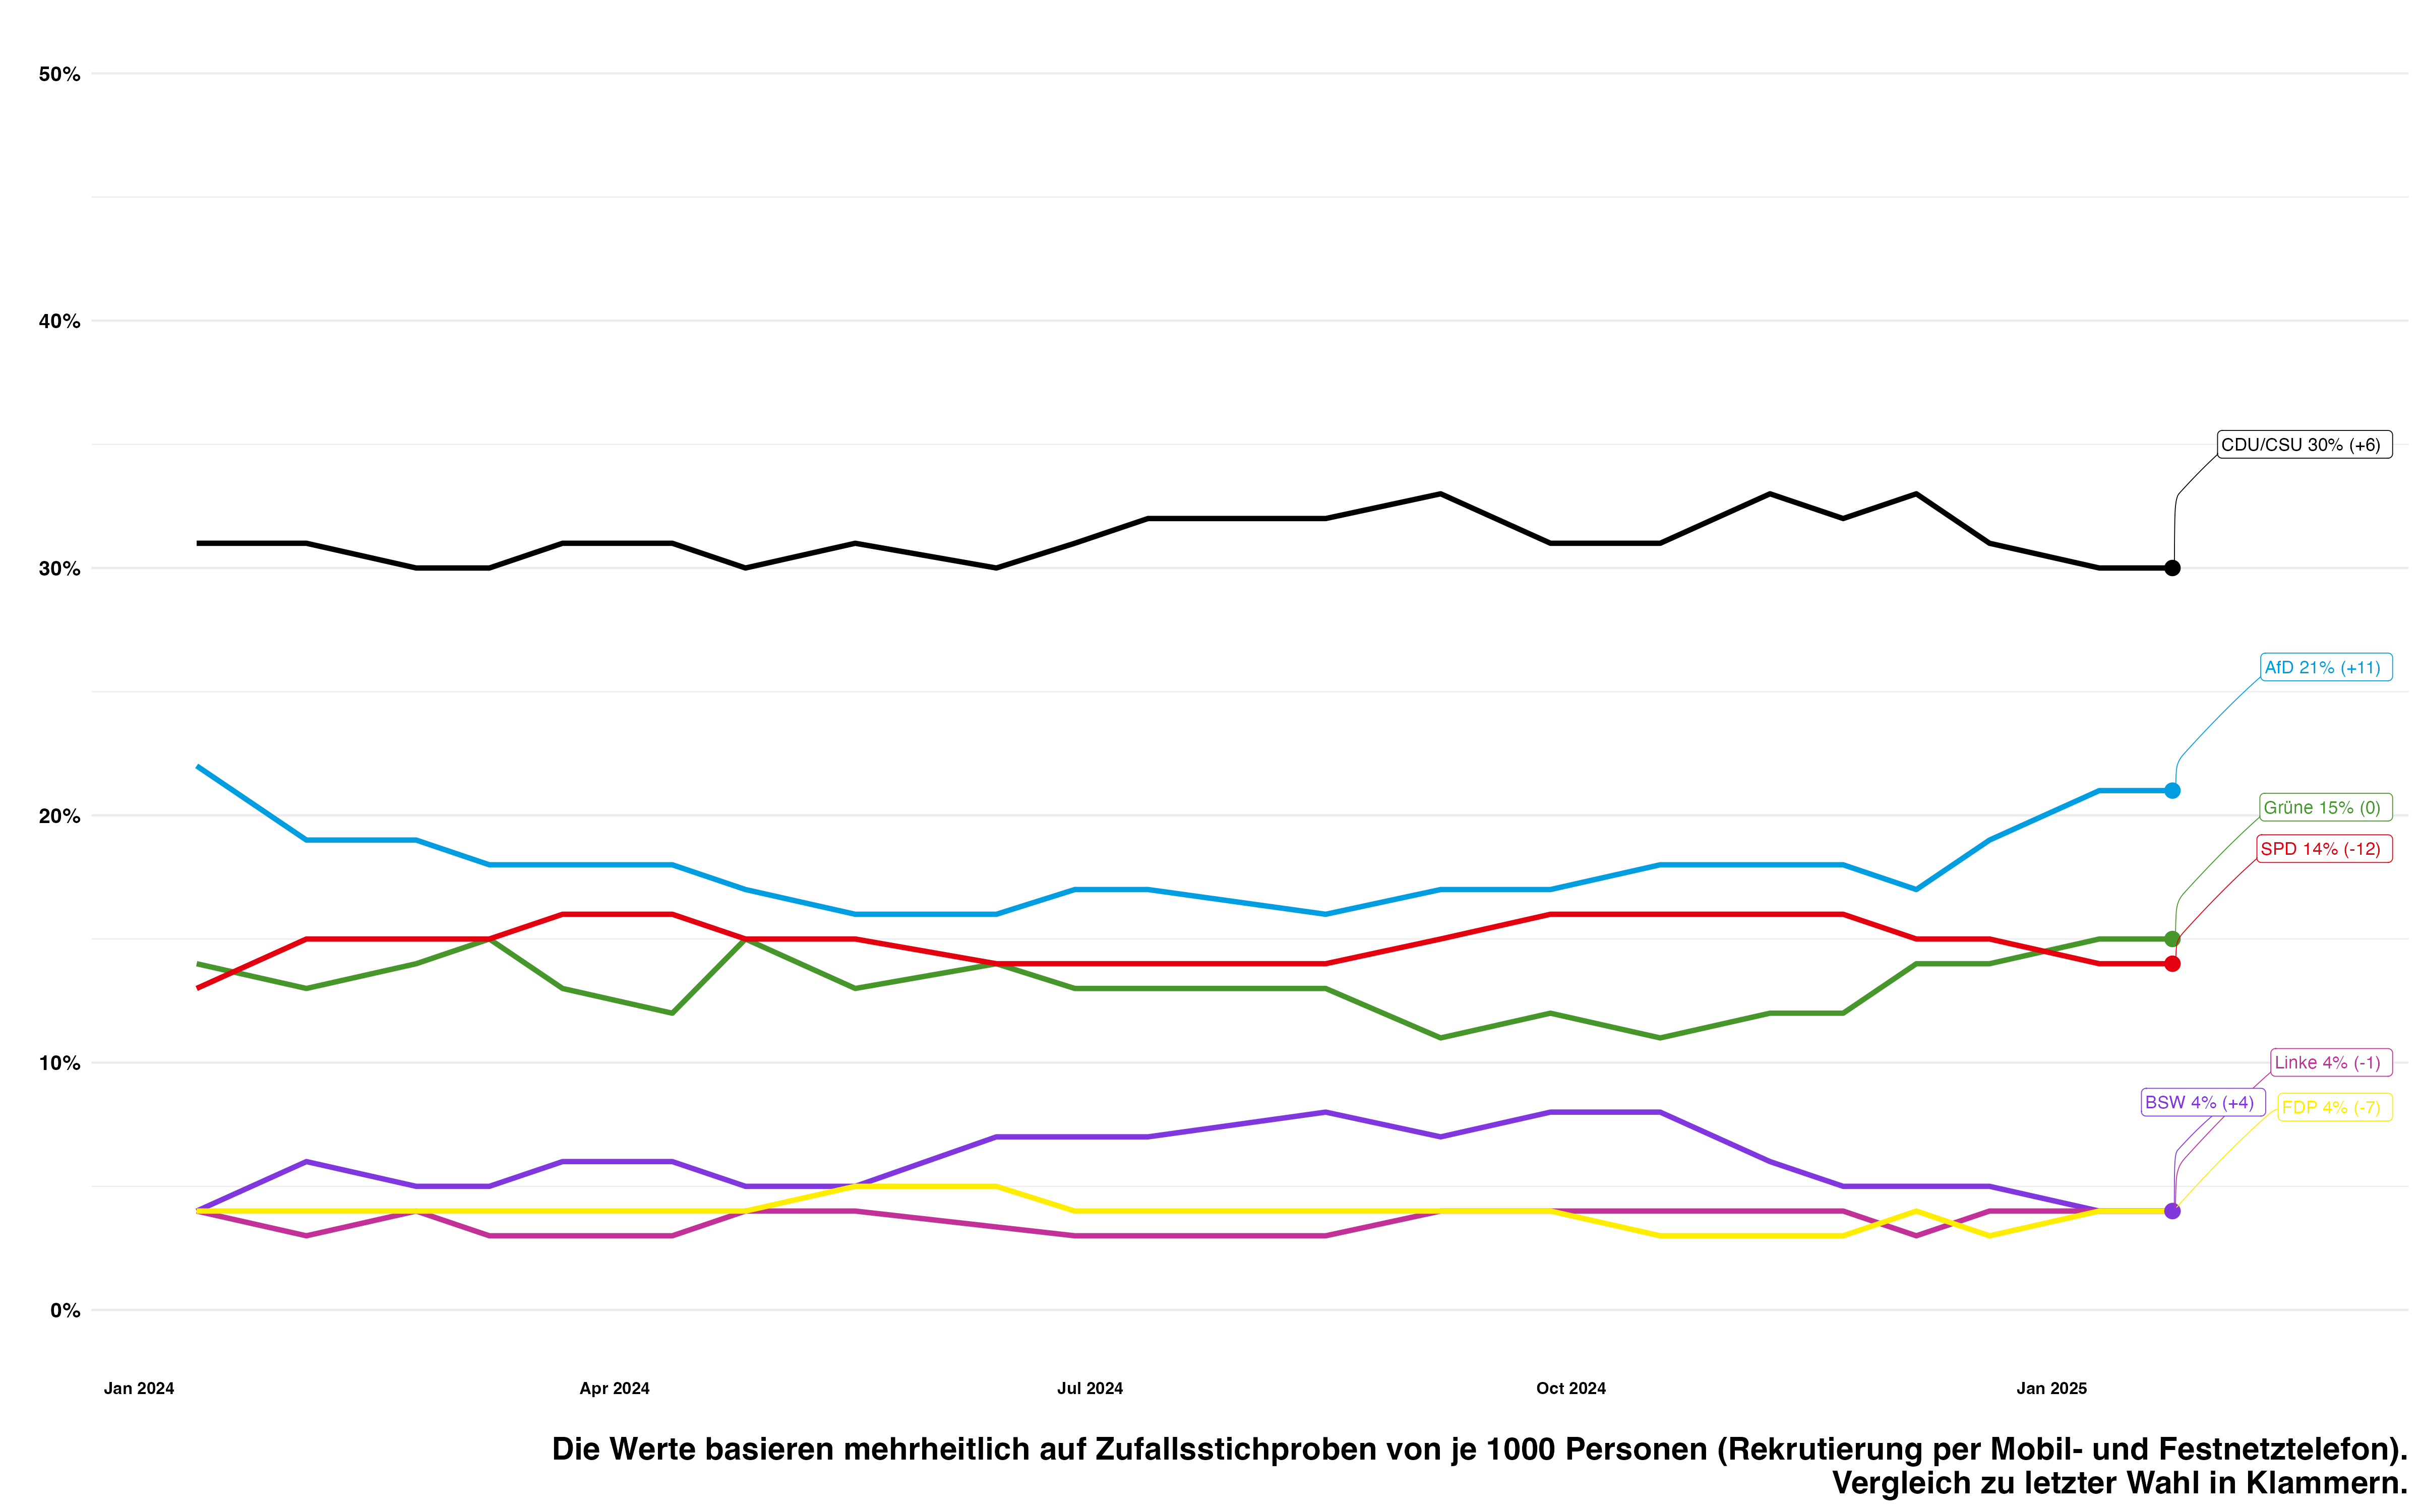 50%
40%
CDU/CSU 30% (+6)
30%
AfD 21% (+11)
Grüne 15% (0)
20%
SPD 14% (-12)
Linke 4% (-1)
10%
BSW 4% (+4)
FDP 4% (-7)
0%
Jan 2024 Apr 2024 Jul 2024 Oct 2024 Jan 2025
Die Werte basieren mehrheitlich auf Zufallsstichproben von je 1000 Personen (Rekrutierung per Mobil- und Festnetztelefon).
Vergleich zu letzter Wahl in Klammern.